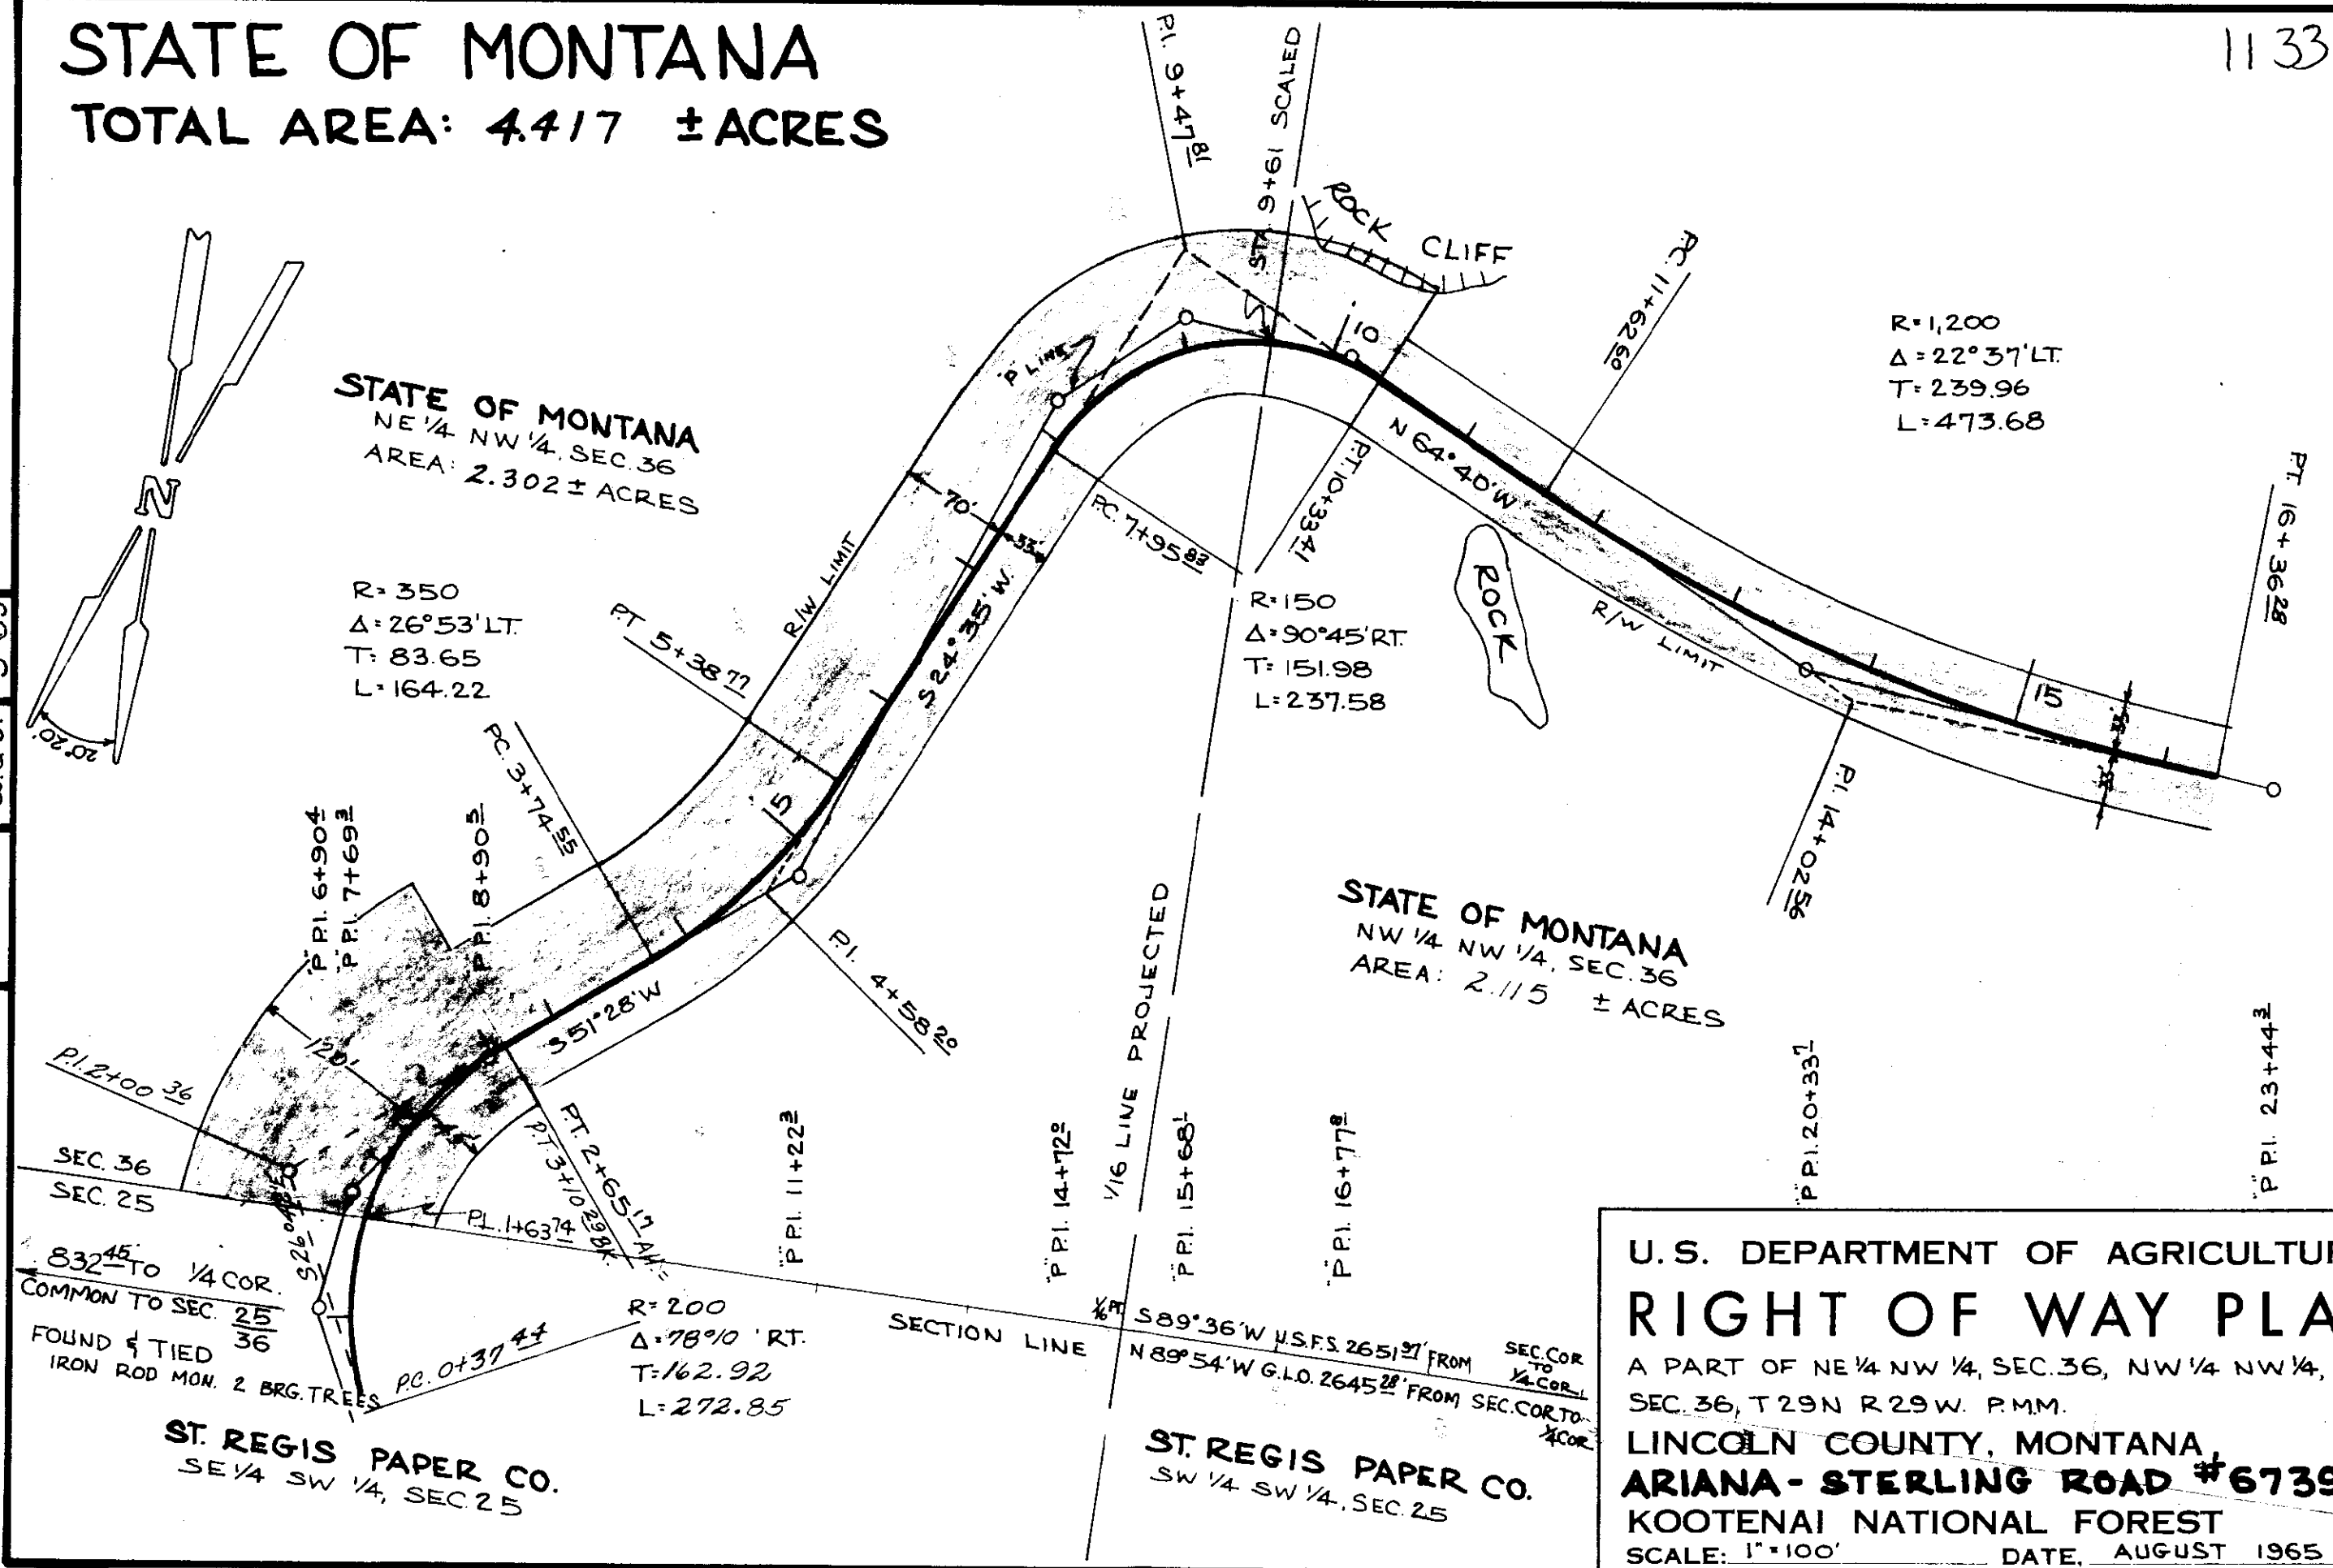 STATE OF MONTANA
TOTAL AREA: 4.417 ± ACRES
1133
P.I. 9+47 81
STA. 9+61 SCALED
ROCK CLIFF
P.C. 11+62 60
R=1,200
Δ=22°37' LT.
T=239.96
L=473.68
P.T. 16+36 28
STATE OF MONTANA
NE 1/4 NW 1/4, SEC. 36
AREA: 2.302 ± ACRES
"P" LINE
10
N 64°40' W
P.T. 10+33 41
P.C. 7+95 83
70'
33'
N
20°20'
R/W LIMIT
S 24°35' W.
R=350
Δ=26°53' LT.
T=83.65
L=164.22
P.T. 5+38 77
R=150
Δ=90°45' RT.
T=151.98
L=237.58
ROCK
R/W LIMIT
15
P.I. 14+02 56
P.C. 3+74 55
5
"P" P.I. 6+90 4
"P" P.I. 7+69 3
"P" P.I. 8+90 5
P.I. 4+58 20
S 51°28' W
120'
STATE OF MONTANA
NW 1/4 NW 1/4, SEC. 36
AREA: 2.115 ± ACRES
1/16 LINE PROJECTED
P.I. 2+00 36
SEC. 36
SEC. 25
P.L. 1+63 74
P.T. 2+65 17 AH.=
P.T. 3+10 29 BK.
"P" P.I. 11+22 3
"P" P.I. 14+72 2
"P" P.I. 15+68 1
"P" P.I. 16+77 8
"P" P.I. 20+33 7
"P" P.I. 23+44 3
832 45 TO 1/4 COR.
COMMON TO SEC. 25/36
FOUND & TIED
IRON ROD MON. 2 BRG. TREES
P.C. 0+37 44
R=200
Δ=78°10' RT.
T=162.92
L=272.85
SECTION LINE
1/16 PT.
S 89°36' W U.S.F.S. 2651 97' FROM SEC. COR TO 1/4 COR.
N 89°54' W G.L.O. 2645 28' FROM SEC. COR TO 1/4 COR
ST. REGIS PAPER CO.
SE 1/4 SW 1/4, SEC. 25
ST. REGIS PAPER CO.
SW 1/4 SW 1/4, SEC. 25
U.S. DEPARTMENT OF AGRICULTUR
RIGHT OF WAY PLA
A PART OF NE 1/4 NW 1/4, SEC. 36, NW 1/4 NW 1/4,
SEC. 36, T 29N R 29W. P.M.M.
LINCOLN COUNTY, MONTANA,
ARIANA - STERLING ROAD #6739
KOOTENAI NATIONAL FOREST
SCALE: 1"=100' DATE, AUGUST 1965